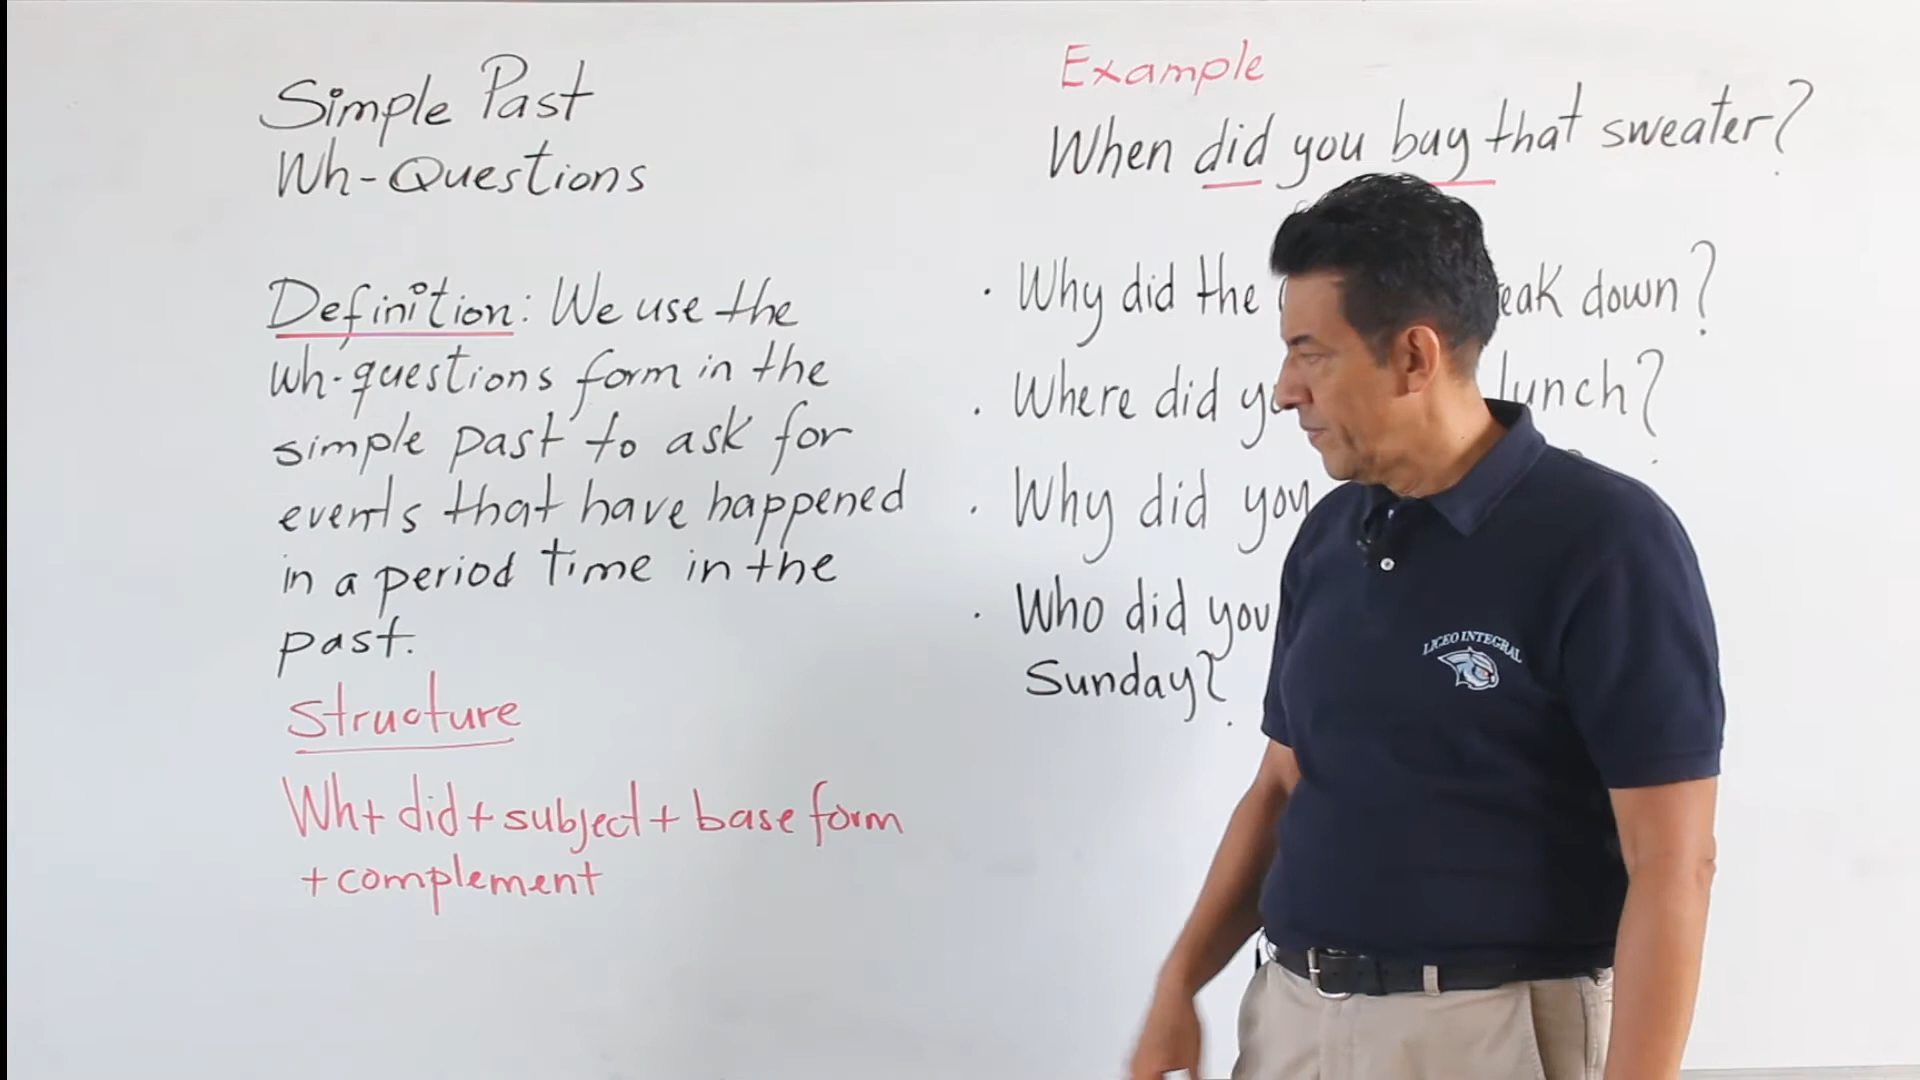 Simple Past
Wh-Questions
Definition: We use the
wh-questions form in the
simple past to ask for
events that have happened
in a period time in the
past.
Structure
Wh+ did + subject + base form
+ complement
Example
When did you buy that sweater?
· Why did the down?
. Where did lunch?
. Why did you
· Who did you
Sunday?
LICEO INTEGRAL